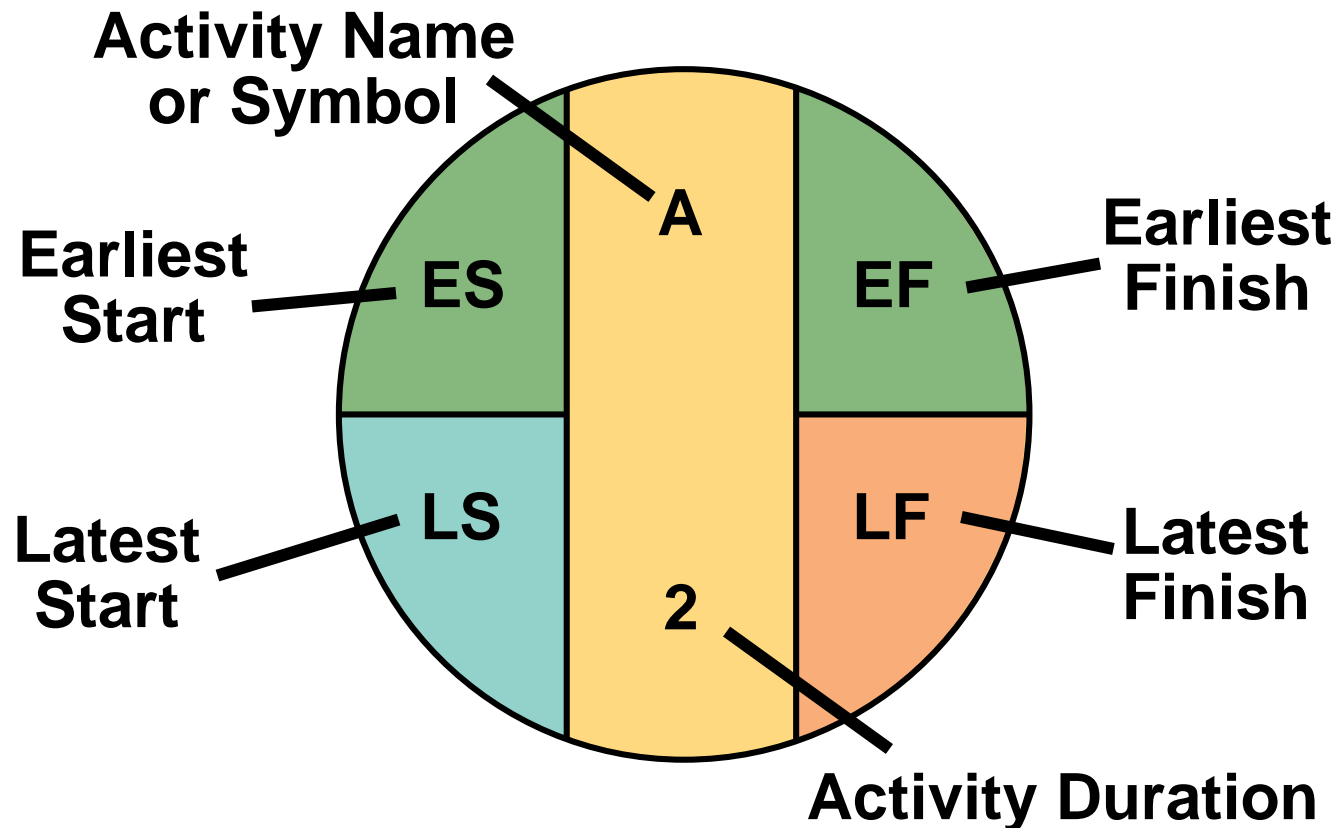 Activity Name
or Symbol
A
Earliest
Start
ES
EF
Earliest
Finish
Latest
Start
LS
LF
Latest
Finish
2
Activity Duration